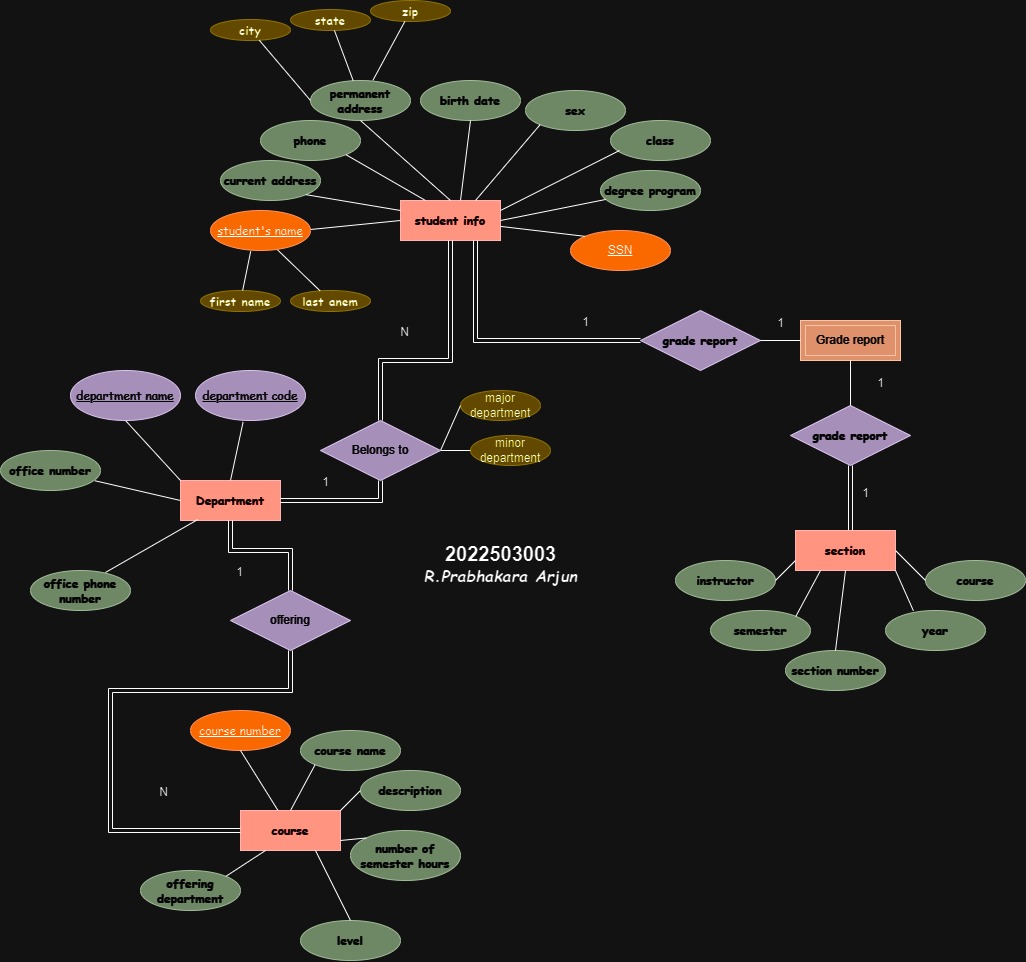 zip
state
city
permanent
address
birth date
sex
phone
class
current address
degree program
student's name
student info
SSN
first name
last anem
N
1
1
grade report
Grade report
1
department name
department code
major
department
grade report
Belongs to
minor
department
office number
1
1
Department
2022503003
R.Prabhakara Arjun
section
1
office phone
number
instructor
course
offering
semester
year
section number
course number
course name
N
description
course
number of
semester hours
offering
department
level